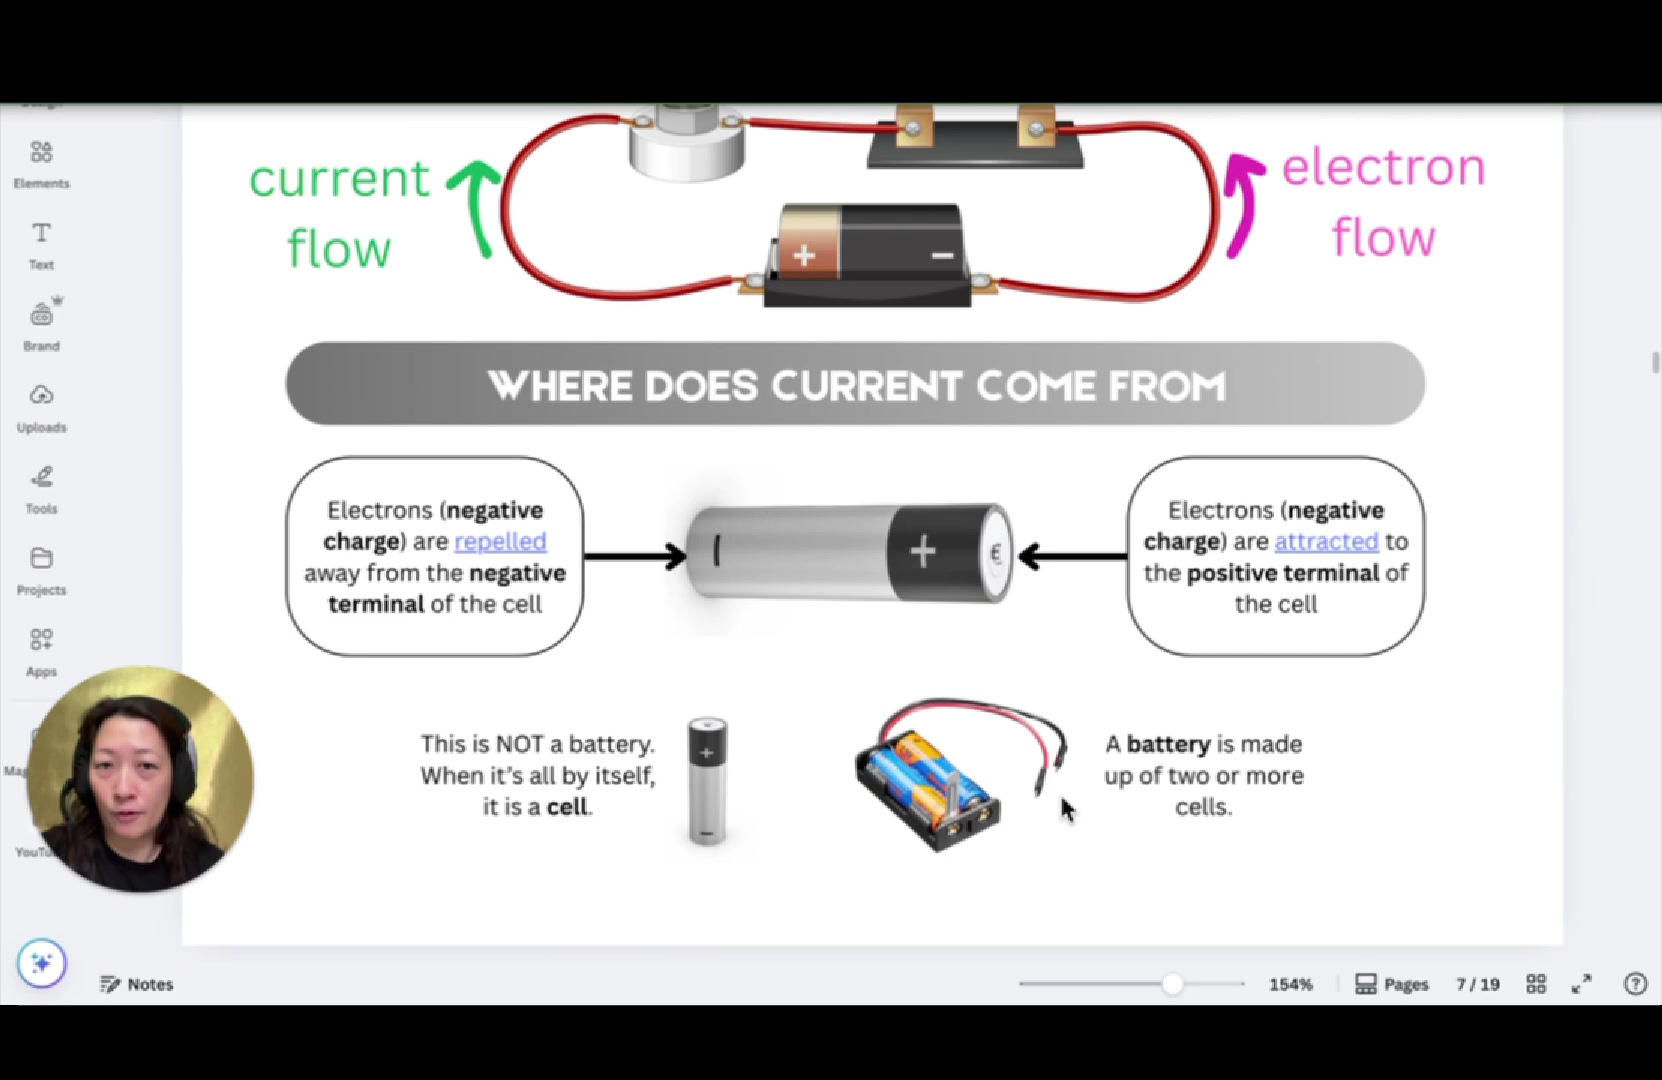 Elements
Text
Brand
Uploads
Tools
Projects
Apps
current
flow
+
−
electron
flow
WHERE DOES CURRENT COME FROM
Electrons (negative
charge) are repelled
away from the negative
terminal of the cell
+
Electrons (negative
charge) are attracted to
the positive terminal of
the cell
This is NOT a battery.
When it's all by itself,
it is a cell.
+
A battery is made
up of two or more
cells.
Notes
154%
Pages
7 / 19
?